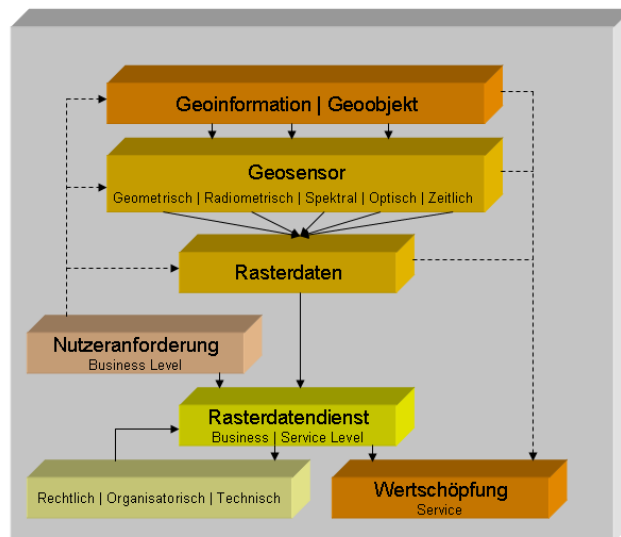 Geoinformation | Geoobjekt
Geosensor
Geometrisch | Radiometrisch | Spektral | Optisch | Zeitlich
Rasterdaten
Nutzeranforderung
Business Level
Rasterdatendienst
Business | Service Level
Rechtlich | Organisatorisch | Technisch
Wertschöpfung
Service